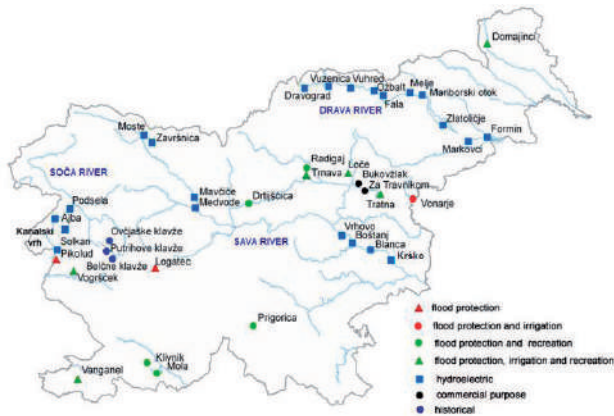 Domajinci
Vuzenica Vuhred
Ožbalt
Melje
Mariborski otok
Dravograd
Fala
DRAVA RIVER
Zlatoličje
Formin
Markovci
Moste
Završnica
Radigaj
Loče
Trnava
Bukovžlak
Za Travnikom
Tratna
Vonarje
SOČA RIVER
Mavčiče
Medvode
Drtijščica
Podsela
Ajba
Kanalski
vrh
Solkan
Pikolud
Vogršček
Ovčjaške klavže
Putrihove klavže
Belčne klavže
Logatec
SAVA RIVER
Vrhovo
Boštanj
Blanca
Krško
Prigorica
Klivnik
Mola
Vanganel
flood protection
flood protection and irrigation
flood protection and recreation
flood protection, irrigation and recreation
hydroelectric
commercial purpose
historical